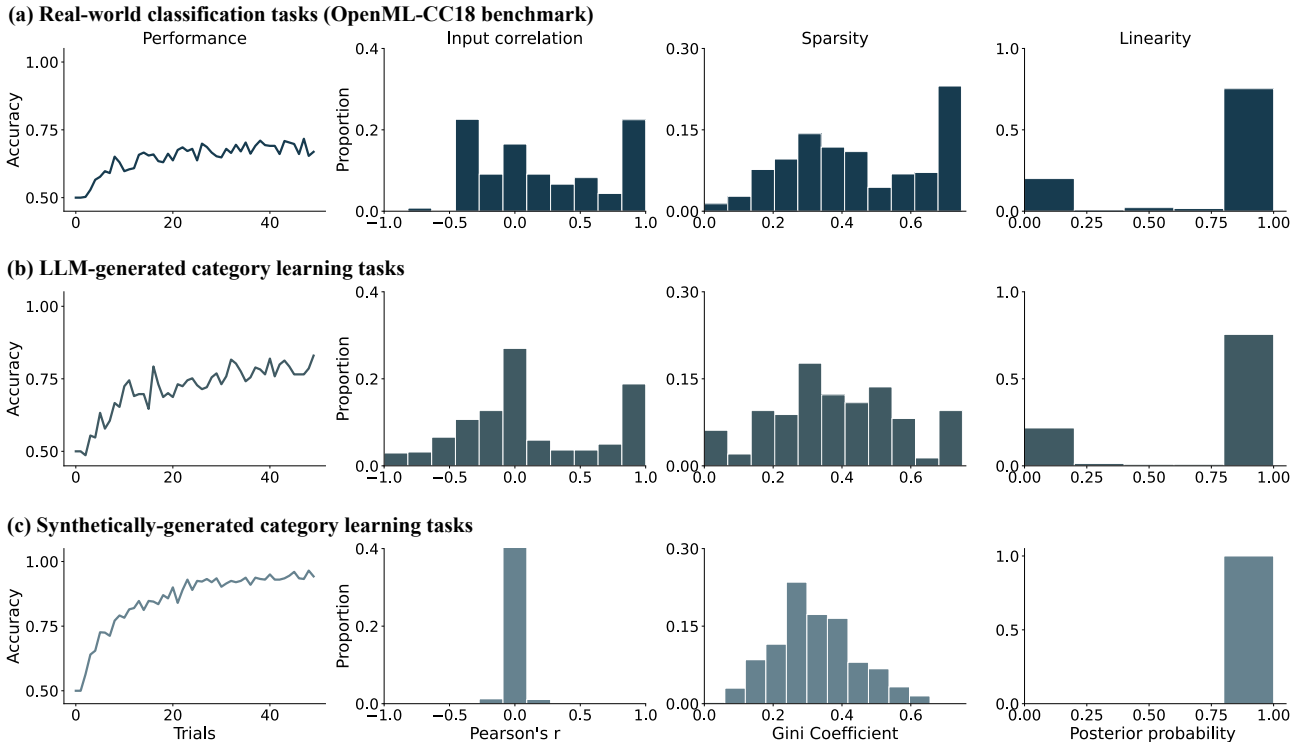 (a) Real-world classification tasks (OpenML-CC18 benchmark)
Performance Input correlation Sparsity Linearity
Accuracy
1.00
0.75
0.50
0 20 40
Proportion
0.4
0.2
0.0
−1.0 −0.5 0.0 0.5 1.0
0.30
0.15
0.00
0.0 0.2 0.4 0.6
1.0
0.5
0.0
0.00 0.25 0.50 0.75 1.00
(b) LLM-generated category learning tasks
Accuracy
1.00
0.75
0.50
0 20 40
Proportion
0.4
0.2
0.0
−1.0 −0.5 0.0 0.5 1.0
0.30
0.15
0.00
0.0 0.2 0.4 0.6
1.0
0.5
0.0
0.00 0.25 0.50 0.75 1.00
(c) Synthetically-generated category learning tasks
Accuracy
1.00
0.75
0.50
0 20 40
Trials
Proportion
0.4
0.2
0.0
−1.0 −0.5 0.0 0.5 1.0
Pearson's r
0.30
0.15
0.00
0.0 0.2 0.4 0.6
Gini Coefficient
1.0
0.5
0.0
0.00 0.25 0.50 0.75 1.00
Posterior probability